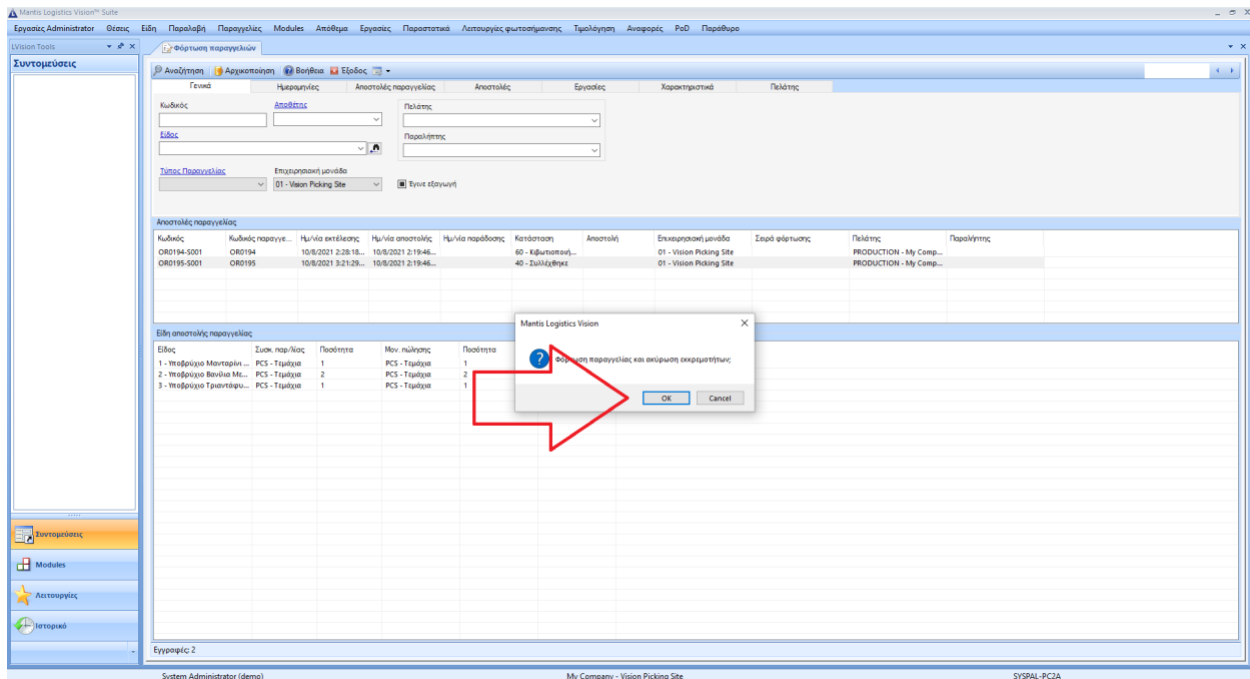 Mantis Logistics Vision™ Suite
Εργασίες Administrator Θέσεις Είδη Παραλαβή Παραγγελίες Modules Απόθεμα Εργασίες Παραστατικά Λειτουργίες φωτοσήμανσης Τιμολόγηση Αναφορές PoD Παράθυρο
LVision Tools
Φόρτωση παραγγελιών
Συντομεύσεις
Αναζήτηση Αρχικοποίηση Βοήθεια Έξοδος
Γενικά Ημερομηνίες Αποστολές παραγγελίας Αποστολές Εργασίες Χαρακτηριστικά Πελάτης
Κωδικός Αποθέτης Πελάτης
Είδος Παραλήπτης
Τύπος Παραγγελίας Επιχειρησιακή μονάδα
01 - Vision Picking Site Έγινε εξαγωγή
Αποστολές παραγγελίας
Κωδικός Κωδικός παραγγε... Ημ/νία εκτέλεσης Ημ/νία αποστολής Ημ/νία παράδοσης Κατάσταση Αποστολή Επιχειρησιακή μονάδα Σειρά φόρτωσης Πελάτης Παραλήπτης
OR0194-S001 OR0194 10/8/2021 2:28:18... 10/8/2021 2:19:46... 60 - Κιβωτιοποιή... 01 - Vision Picking Site PRODUCTION - My Comp...
OR0195-S001 OR0195 10/8/2021 3:21:29... 10/8/2021 2:19:46... 40 - Συλλέχθηκε 01 - Vision Picking Site PRODUCTION - My Comp...
Είδη αποστολής παραγγελίας
Είδος Συσκ. παρ/λίας Ποσότητα Μον. πώλησης Ποσότητα
1 - Υποβρύχιο Μανταρίνι ... PCS - Τεμάχια 1 PCS - Τεμάχια 1
2 - Υποβρύχιο Βανίλια Με... PCS - Τεμάχια 2 PCS - Τεμάχια 2
3 - Υποβρύχιο Τριαντάφυ... PCS - Τεμάχια 1 PCS - Τεμάχια 1
Mantis Logistics Vision
Φόρτωση παραγγελίας και ακύρωση εκκρεμοτήτων;
OK Cancel
Συντομεύσεις
Modules
Λειτουργίες
Ιστορικό
Εγγραφές: 2
System Administrator (demo) My Company - Vision Picking Site SYSPAL-PC2A